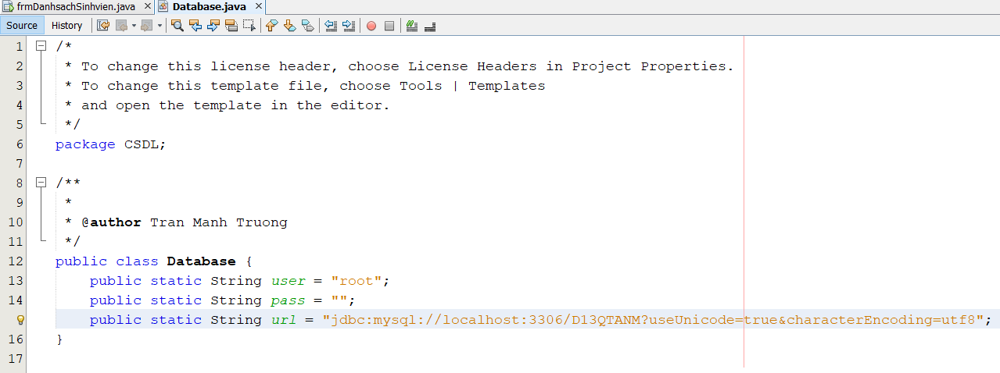 frmDanhsachSinhvien.java Database.java
Source History
1 /*
2 * To change this license header, choose License Headers in Project Properties.
3 * To change this template file, choose Tools | Templates
4 * and open the template in the editor.
5 */
6 package CSDL;
7
8 /**
9 *
10 * @author Tran Manh Truong
11 */
12 public class Database {
13 public static String user = "root";
14 public static String pass = "";
public static String url = "jdbc:mysql://localhost:3306/D13QTANM?useUnicode=true&characterEncoding=utf8";
16 }
17